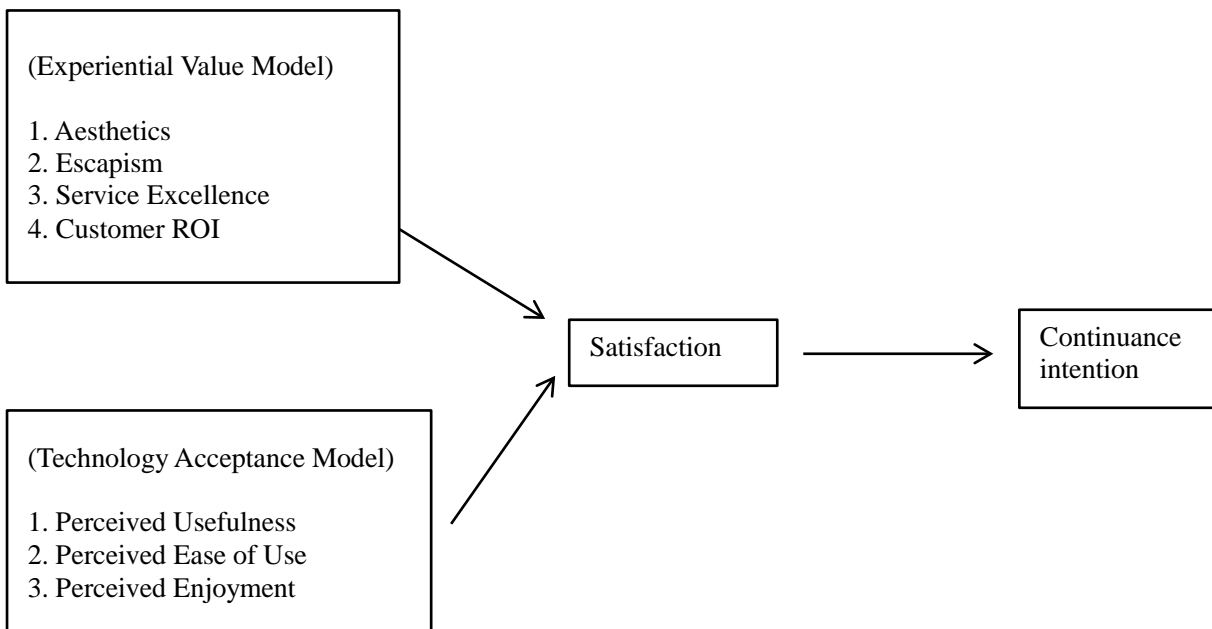 (Experiential Value Model)
1. Aesthetics
2. Escapism
3. Service Excellence
4. Customer ROI
Satisfaction
Continuance
intention
(Technology Acceptance Model)
1. Perceived Usefulness
2. Perceived Ease of Use
3. Perceived Enjoyment